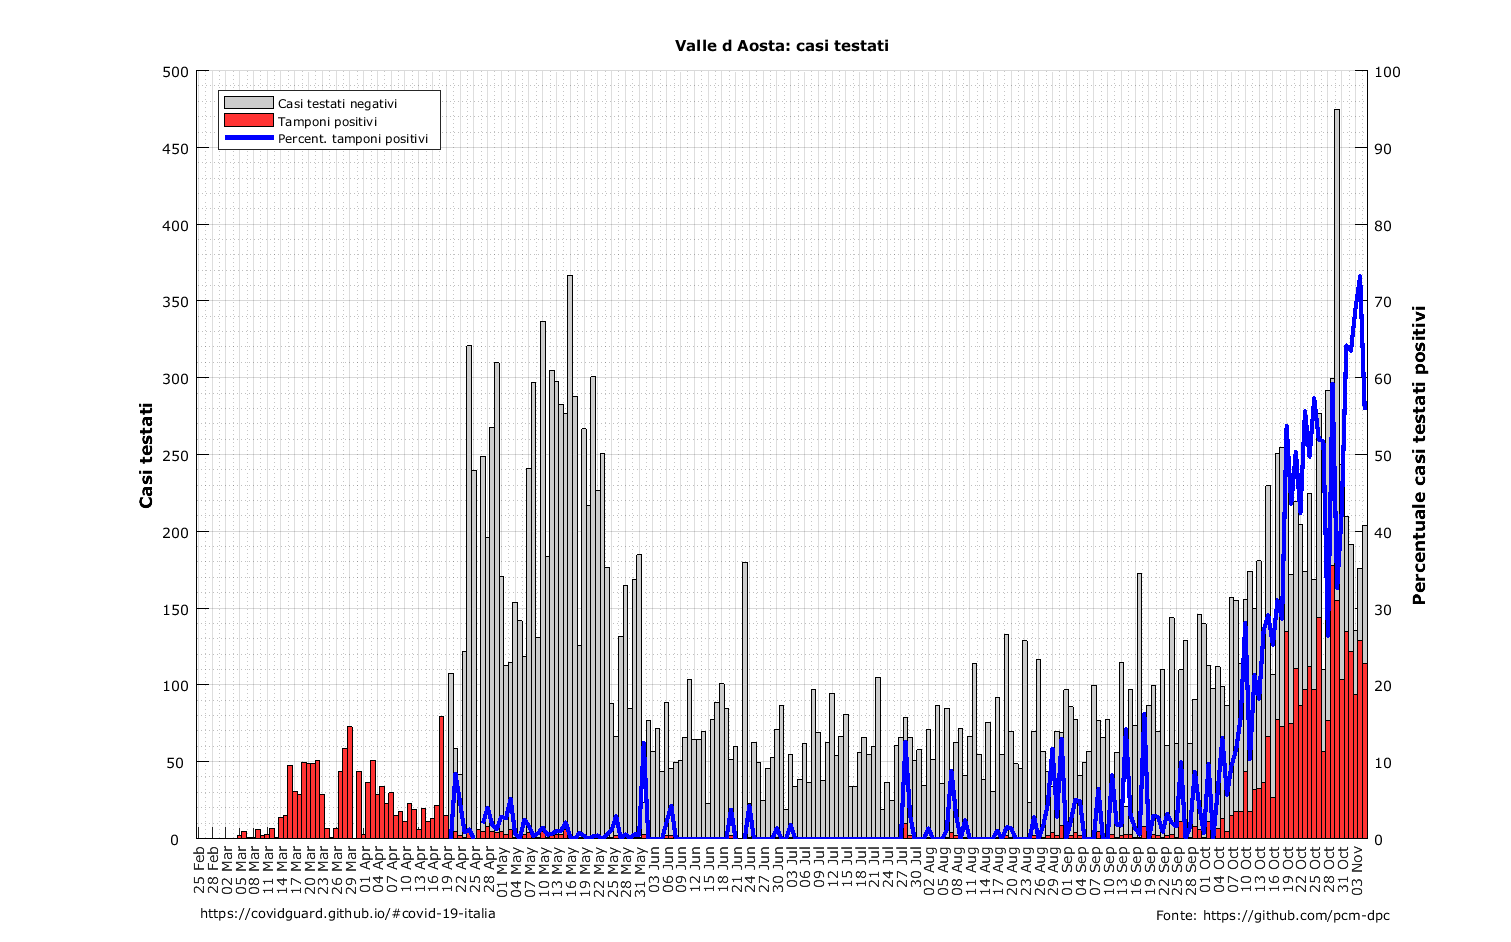 Valle d Aosta: casi testati
Casi testati negativi
Tamponi positivi
Percent. tamponi positivi
Casi testati
500
450
400
350
300
250
200
150
100
50
0
100
90
80
70
60
50
40
30
20
10
0
Percentuale casi testati positivi
25 Feb
28 Feb
02 Mar
05 Mar
08 Mar
11 Mar
14 Mar
17 Mar
20 Mar
23 Mar
26 Mar
29 Mar
01 Apr
04 Apr
07 Apr
10 Apr
13 Apr
16 Apr
19 Apr
22 Apr
25 Apr
28 Apr
01 May
04 May
07 May
10 May
13 May
16 May
19 May
22 May
25 May
28 May
31 May
03 Jun
06 Jun
09 Jun
12 Jun
15 Jun
18 Jun
21 Jun
24 Jun
27 Jun
30 Jun
03 Jul
06 Jul
09 Jul
12 Jul
15 Jul
18 Jul
21 Jul
24 Jul
27 Jul
30 Jul
02 Aug
05 Aug
08 Aug
11 Aug
14 Aug
17 Aug
20 Aug
23 Aug
26 Aug
29 Aug
01 Sep
04 Sep
07 Sep
10 Sep
13 Sep
16 Sep
19 Sep
22 Sep
25 Sep
28 Sep
01 Oct
04 Oct
07 Oct
10 Oct
13 Oct
16 Oct
19 Oct
22 Oct
25 Oct
28 Oct
31 Oct
03 Nov
https://covidguard.github.io/#covid-19-italia
Fonte: https://github.com/pcm-dpc